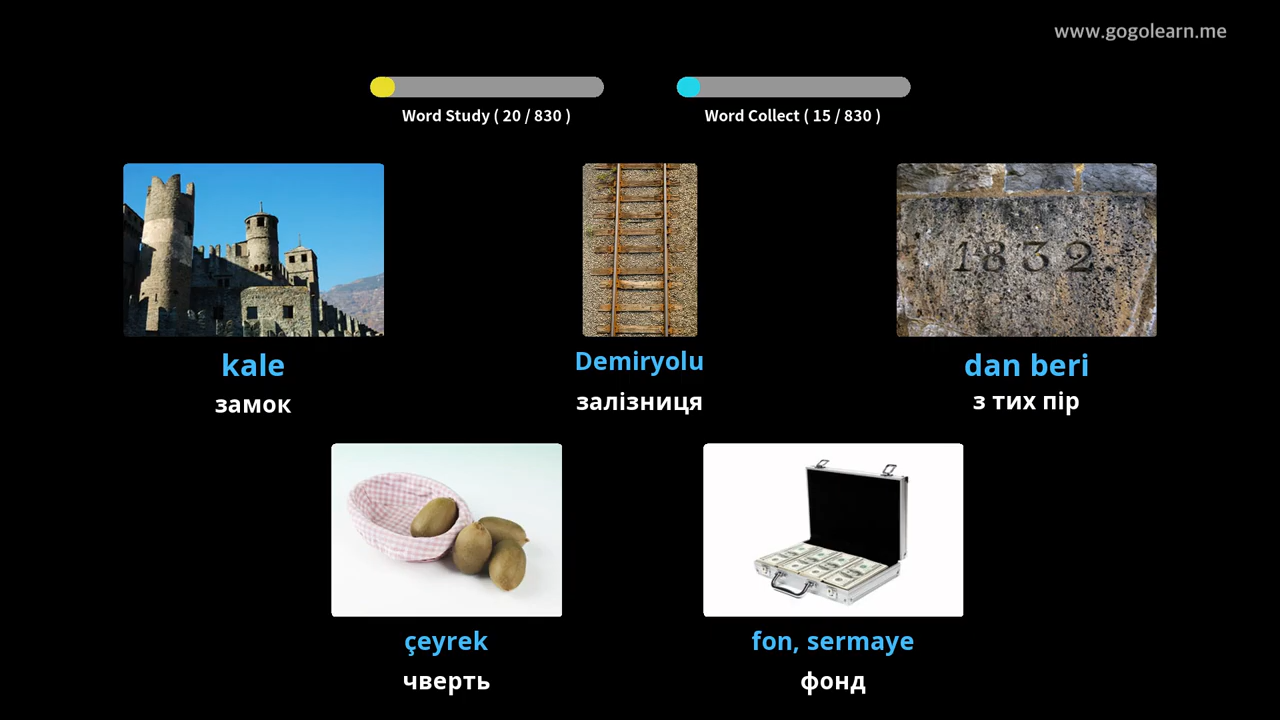 www.gogolearn.me
Word Study ( 20 / 830 )
Word Collect ( 15 / 830 )
1832.
kale
замок
Demiryolu
залізниця
dan beri
з тих пір
çeyrek
чверть
fon, sermaye
фонд